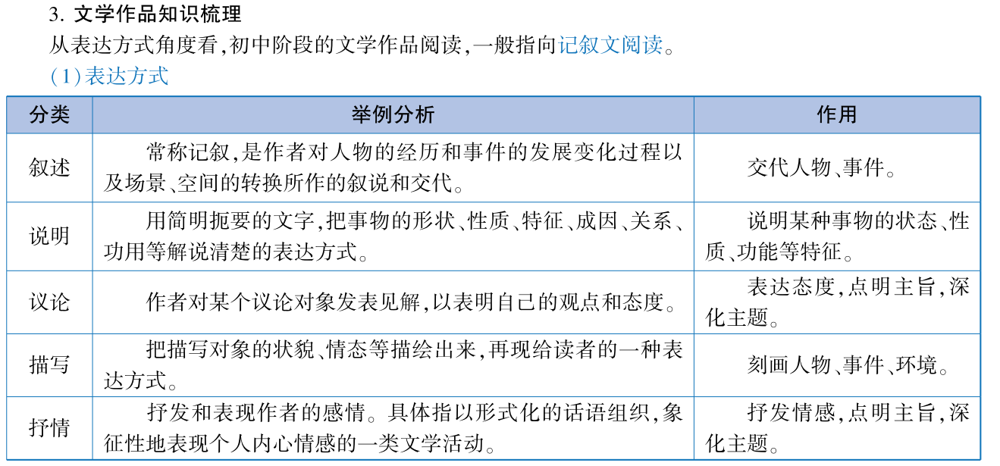 3. 文学作品知识梳理
从表达方式角度看,初中阶段的文学作品阅读,一般指向记叙文阅读。
(1)表达方式
分类 举例分析 作用
叙述
常称记叙,是作者对人物的经历和事件的发展变化过程以
及场景、空间的转换所作的叙说和交代。
交代人物、事件。
说明
用简明扼要的文字,把事物的形状、性质、特征、成因、关系、
功用等解说清楚的表达方式。
说明某种事物的状态、性
质、功能等特征。
议论
作者对某个议论对象发表见解,以表明自己的观点和态度。
表达态度,点明主旨,深
化主题。
描写
把描写对象的状貌、情态等描绘出来,再现给读者的一种表
达方式。
刻画人物、事件、环境。
抒情
抒发和表现作者的感情。具体指以形式化的话语组织,象
征性地表现个人内心情感的一类文学活动。
抒发情感,点明主旨,深
化主题。